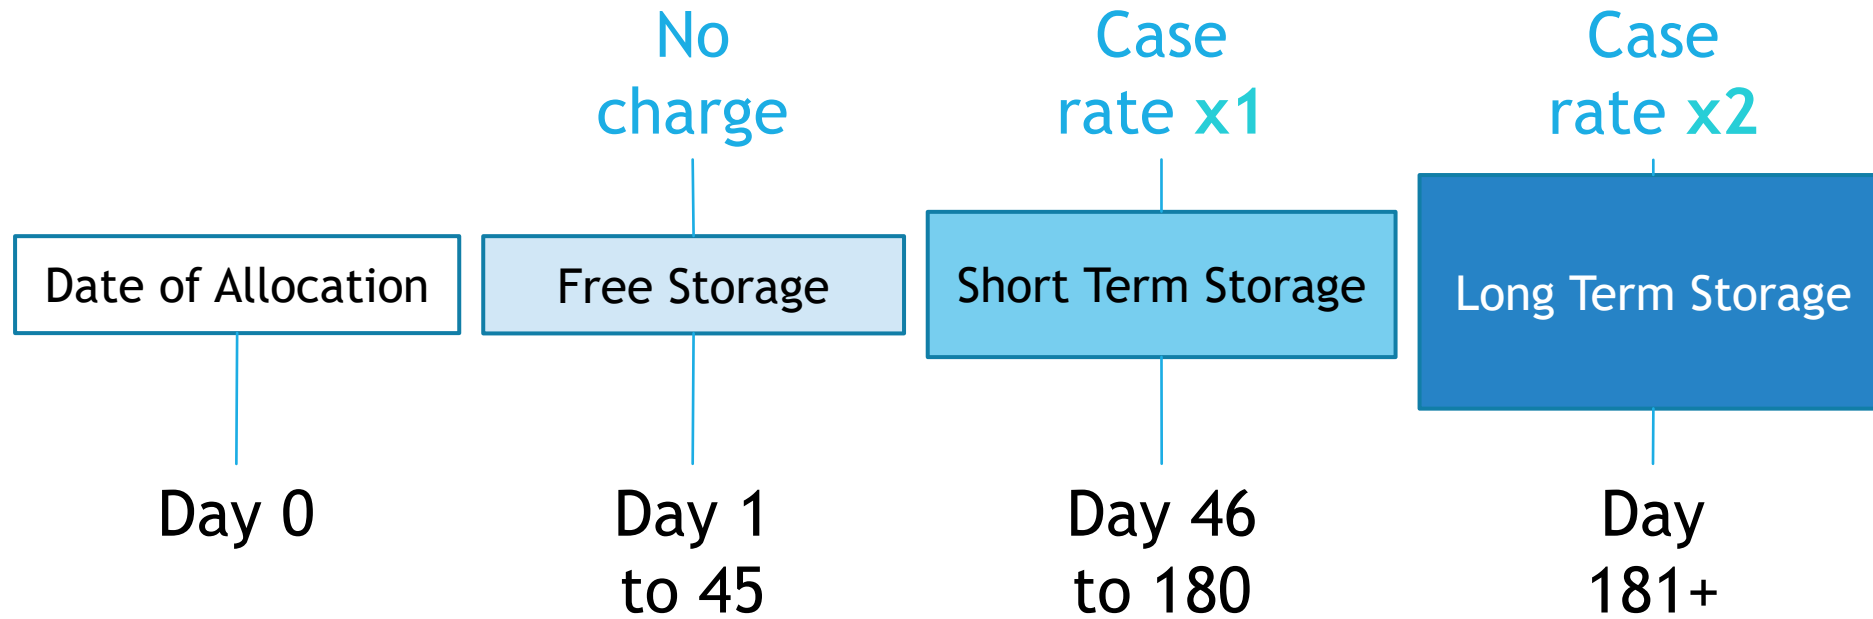 No
charge
Case
rate x1
Case
rate x2
Date of Allocation
Free Storage
Short Term Storage
Long Term Storage
Day 0
Day 1
to 45
Day 46
to 180
Day
181+